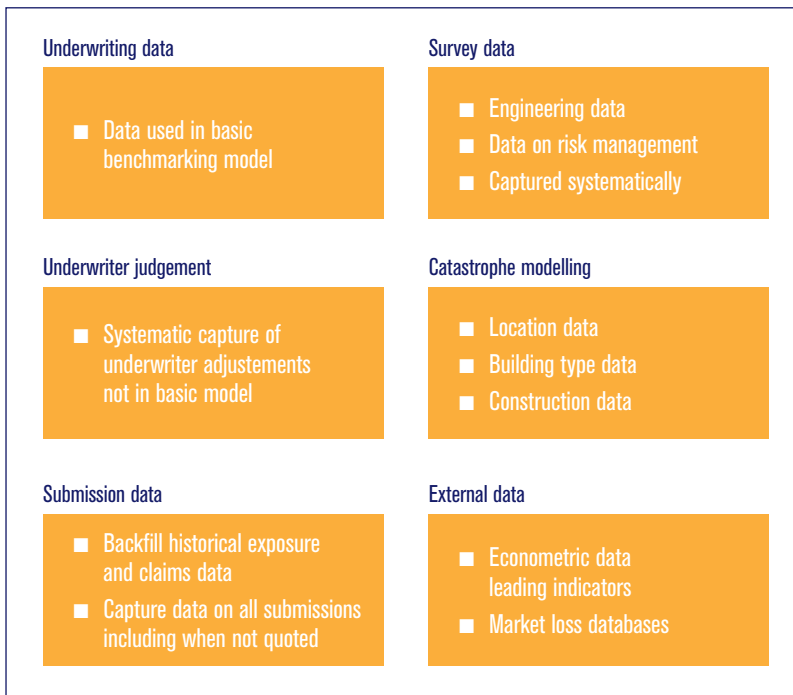 Underwriting data
■ Data used in basic
benchmarking model
Survey data
■ Engineering data
■ Data on risk management
■ Captured systematically
Underwriter judgement
■ Systematic capture of
underwriter adjustements
not in basic model
Catastrophe modelling
■ Location data
■ Building type data
■ Construction data
Submission data
■ Backfill historical exposure
and claims data
■ Capture data on all submissions
including when not quoted
External data
■ Econometric data
leading indicators
■ Market loss databases